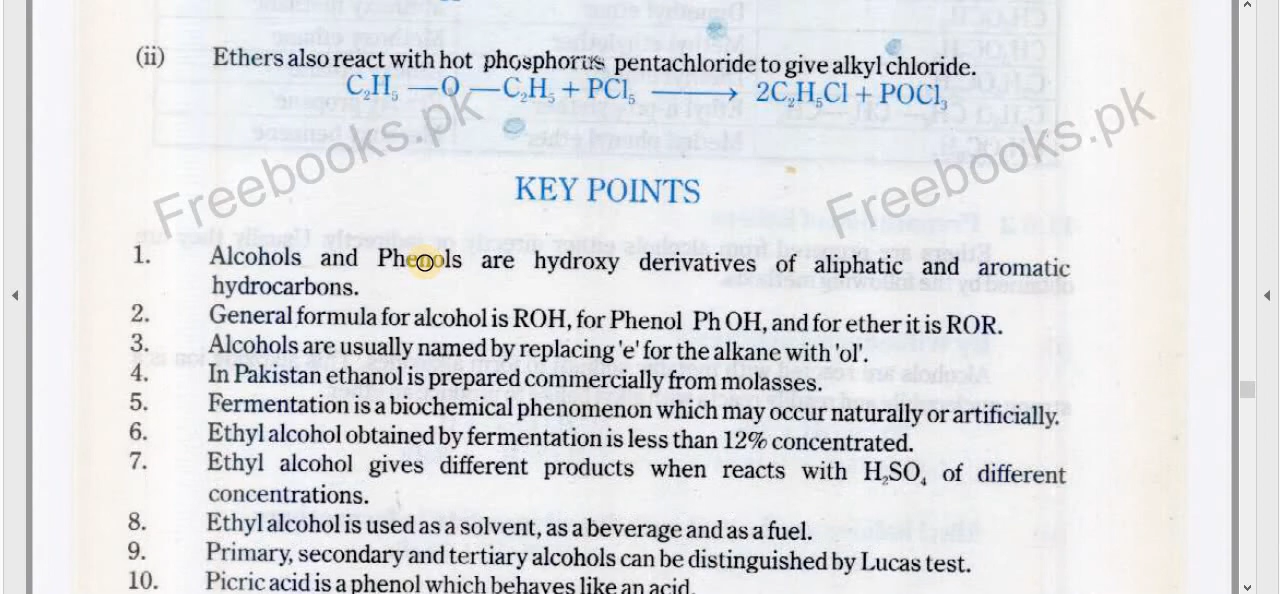 (ii) Ethers also react with hot phosphorus pentachloride to give alkyl chloride.
C₂H₅ —O —C₂H₅ + PCl₅ ⟶ 2C₂H₅Cl + POCl₃
Freebooks.pk
Freebooks.pk
KEY POINTS
1. Alcohols and Phenols are hydroxy derivatives of aliphatic and aromatic
hydrocarbons.
2. General formula for alcohol is ROH, for Phenol Ph OH, and for ether it is ROR.
3. Alcohols are usually named by replacing 'e' for the alkane with 'ol'.
4. In Pakistan ethanol is prepared commercially from molasses.
5. Fermentation is a biochemical phenomenon which may occur naturally or artificially.
6. Ethyl alcohol obtained by fermentation is less than 12% concentrated.
7. Ethyl alcohol gives different products when reacts with H₂SO₄ of different
concentrations.
8. Ethyl alcohol is used as a solvent, as a beverage and as a fuel.
9. Primary, secondary and tertiary alcohols can be distinguished by Lucas test.
10. Picric acid is a phenol which behaves like an acid.